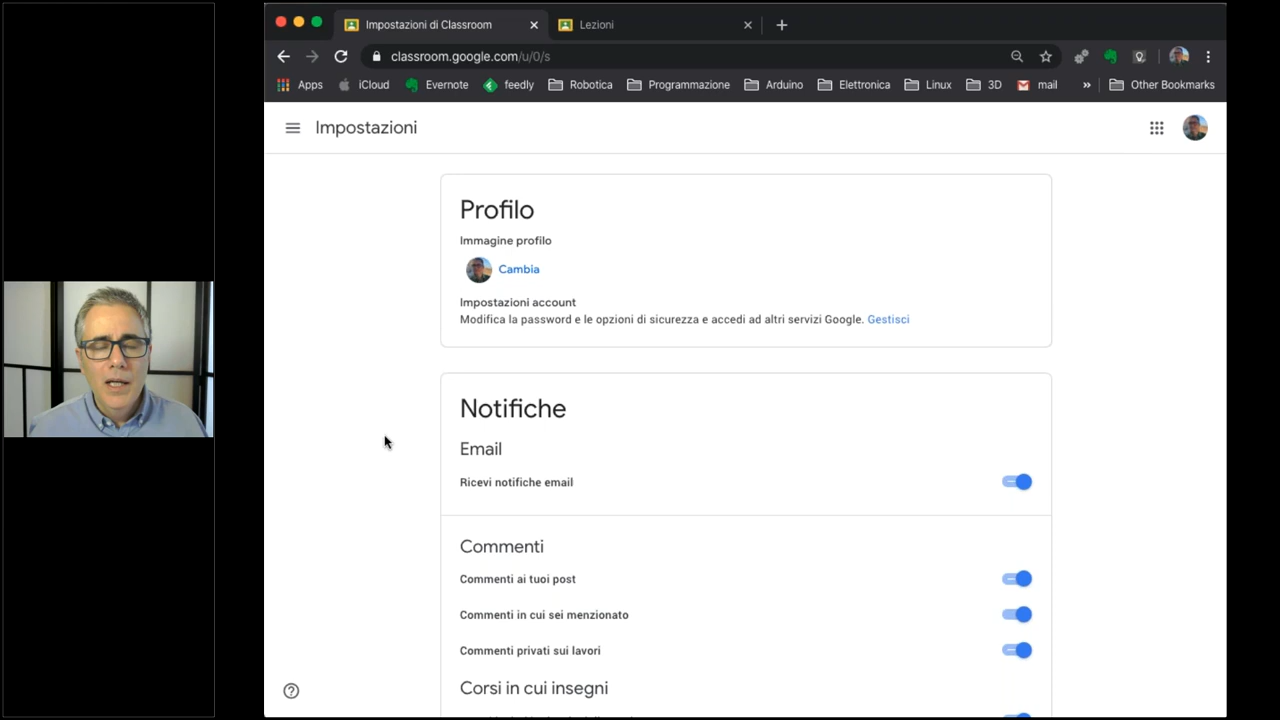 Impostazioni di Classroom
Lezioni
classroom.google.com/u/0/s
Apps iCloud Evernote feedly Robotica Programmazione Arduino Elettronica Linux 3D mail » Other Bookmarks
Impostazioni
Profilo
Immagine profilo
Cambia
Impostazioni account
Modifica la password e le opzioni di sicurezza e accedi ad altri servizi Google. Gestisci
Notifiche
Email
Ricevi notifiche email
Commenti
Commenti ai tuoi post
Commenti in cui sei menzionato
Commenti privati sui lavori
Corsi in cui insegni